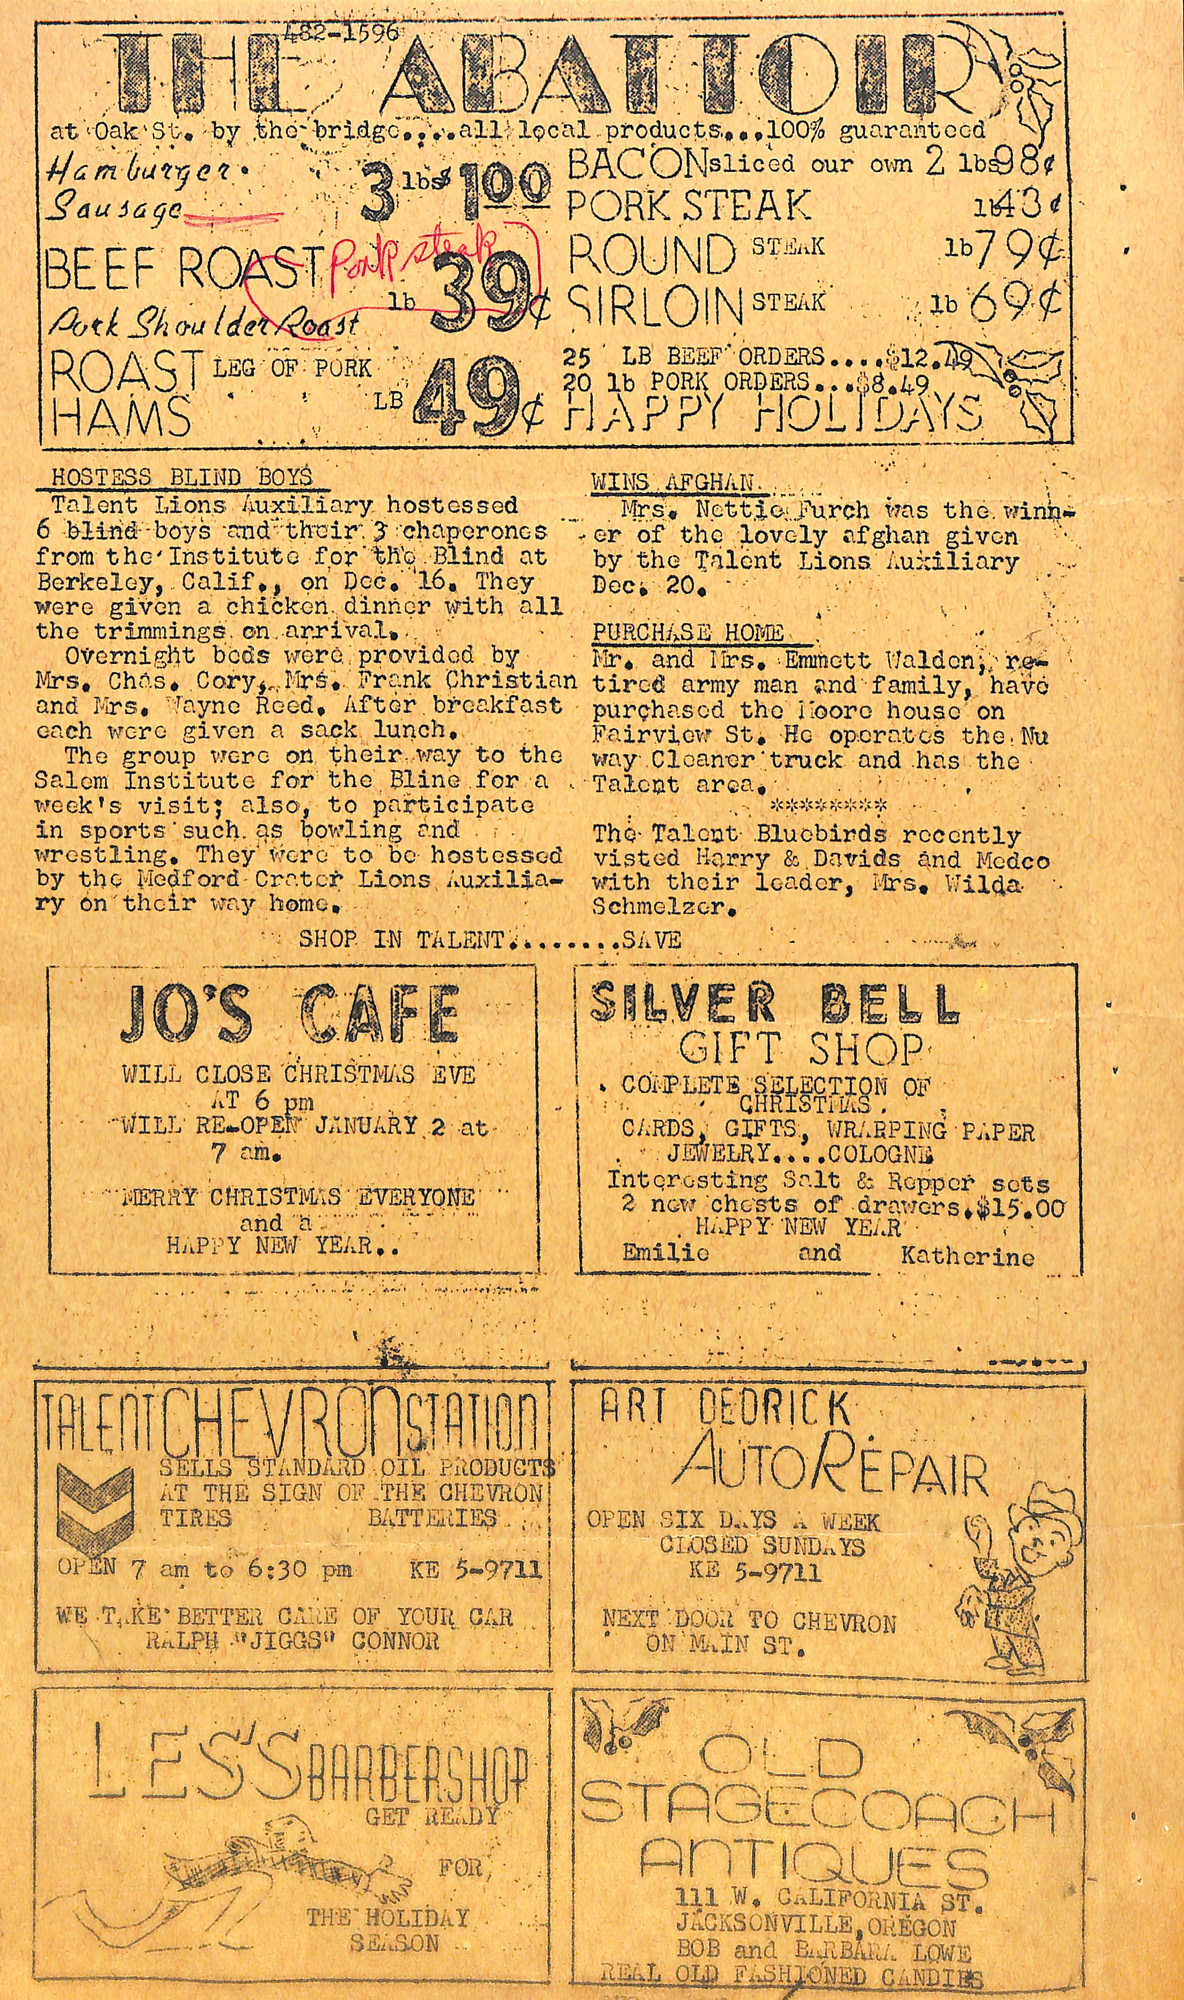 482-1596
THE ABATTOIR
at Oak St. by the bridge....all local products...100% guaranteed
Hamburger.
Sausage
3 lbs $1.00
BEEF ROAST Pork steak
Pork Shoulder Roast
lb 39¢
ROAST LEG OF PORK
HAMS
LB 49¢
BACON sliced our own 2 lbs 98¢
PORK STEAK lb 43¢
ROUND STEAK lb 79¢
SIRLOIN STEAK lb 69¢
25 LB BEEF ORDERS....$12.49
20 lb PORK ORDERS...$8.49
HAPPY HOLIDAYS
HOSTESS BLIND BOYS
Talent Lions Auxiliary hostessed
6 blind boys and their 3 chaperones
from the Institute for the Blind at
Berkeley, Calif., on Dec. 16. They
were given a chicken dinner with all
the trimmings on arrival.
Overnight beds were provided by
Mrs. Chas. Cory, Mrs. Frank Christian
and Mrs. Wayne Reed. After breakfast
each were given a sack lunch.
The group were on their way to the
Salem Institute for the Bline for a
week's visit; also, to participate
in sports such as bowling and
wrestling. They were to be hostessed
by the Medford Crater Lions Auxilia-
ry on their way home.
WINS AFGHAN
Mrs. Nettie Furch was the winn-
er of the lovely afghan given
by the Talent Lions Auxiliary
Dec. 20.
PURCHASE HOME
Mr. and Mrs. Emmett Walden, re-
tired army man and family, have
purchased the Moore house on
Fairview St. He operates the Nu
way Cleaner truck and has the
Talent area.
********
The Talent Bluebirds recently
visted Harry & Davids and Medco
with their leader, Mrs. Wilda
Schmelzer.
SHOP IN TALENT........SAVE
JO'S CAFE
WILL CLOSE CHRISTMAS EVE
AT 6 pm
WILL RE-OPEN JANUARY 2 at
7 am.
MERRY CHRISTMAS EVERYONE
and a
HAPPY NEW YEAR..
SILVER BELL
GIFT SHOP
COMPLETE SELECTION OF
CHRISTMAS
CARDS, GIFTS, WRARPING PAPER
JEWELRY....COLOGNE
Interesting Salt & Repper sets
2 new chests of drawers.$15.00
HAPPY NEW YEAR
Emilie and Katherine
TALENT CHEVRON STATION
SELLS STANDARD OIL PRODUCTS
AT THE SIGN OF THE CHEVRON
TIRES BATTERIES
OPEN 7 am to 6:30 pm KE 5-9711
WE TAKE BETTER CARE OF YOUR CAR
RALPH "JIGGS" CONNOR
ART DEDRICK
AUTO REPAIR
OPEN SIX DAYS A WEEK
CLOSED SUNDAYS
KE 5-9711
NEXT DOOR TO CHEVRON
ON MAIN ST.
LES'S BARBERSHOP
GET READY
FOR
THE HOLIDAY
SEASON
OLD
STAGECOACH
ANTIQUES
111 W. CALIFORNIA ST.
JACKSONVILLE, OREGON
BOB and BARBARA LOWE
REAL OLD FASHIONED CANDIES